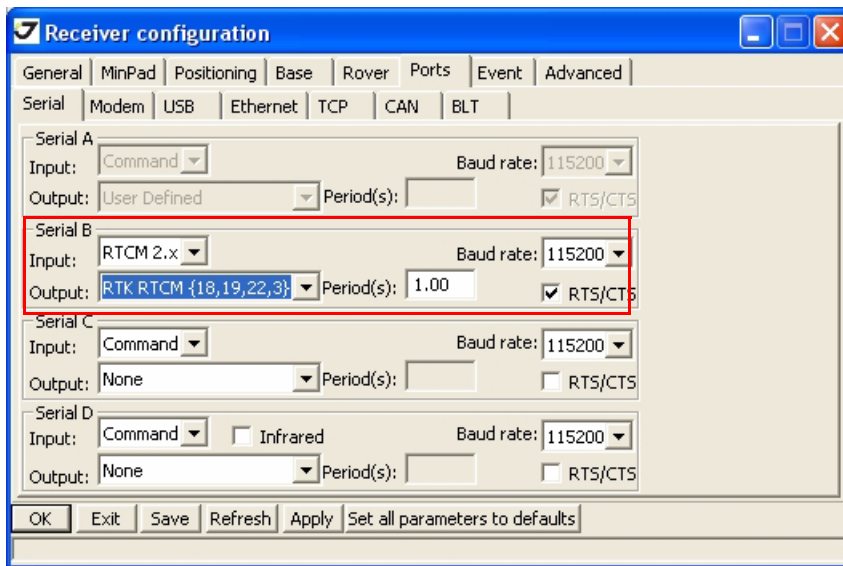 Receiver configuration
General MinPad Positioning Base Rover Ports Event Advanced
Serial Modem USB Ethernet TCP CAN BLT
Serial A
Input: Command Baud rate: 115200
Output: User Defined Period(s): RTS/CTS
Serial B
Input: RTCM 2.x Baud rate: 115200
Output: RTK RTCM {18,19,22,3} Period(s): 1.00 RTS/CTS
Serial C
Input: Command Baud rate: 115200
Output: None Period(s): RTS/CTS
Serial D
Input: Command Infrared Baud rate: 115200
Output: None Period(s): RTS/CTS
OK Exit Save Refresh Apply Set all parameters to defaults